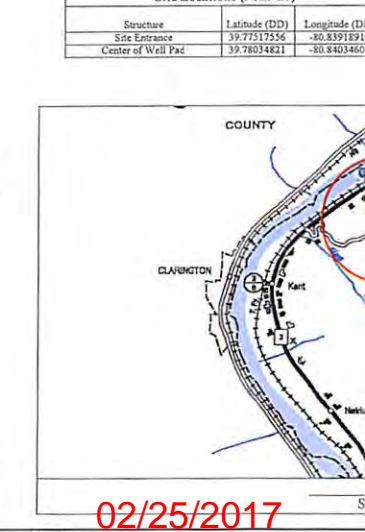 Structure Latitude (DD)
Site Entrance 39.77517556 -80.8391891
Center of Well Pad 39.78034821 -80.8403460
COUNTY
CLARINGTON
Kent
2
02/25/2017